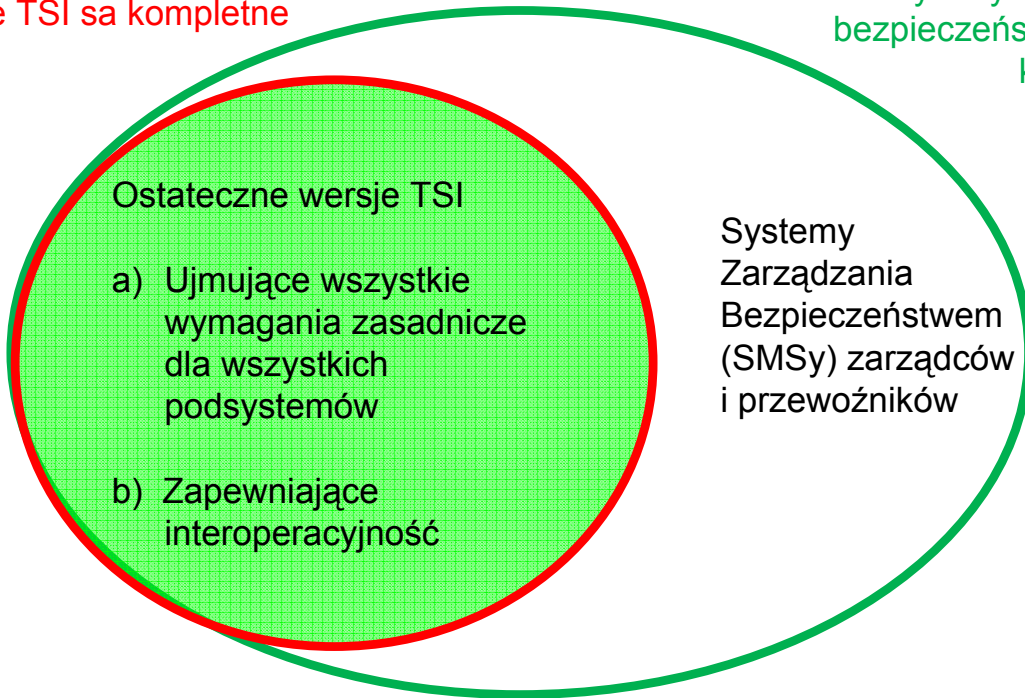 TSI sa kompletne
Ostateczne wersje TSI
a) Ujmujące wszystkie
wymagania zasadnicze
dla wszystkich
podsystemów
b) Zapewniające
interoperacyjność
Systemy
Zarządzania
Bezpieczeństwem
(SMSy) zarządców
i przewoźników